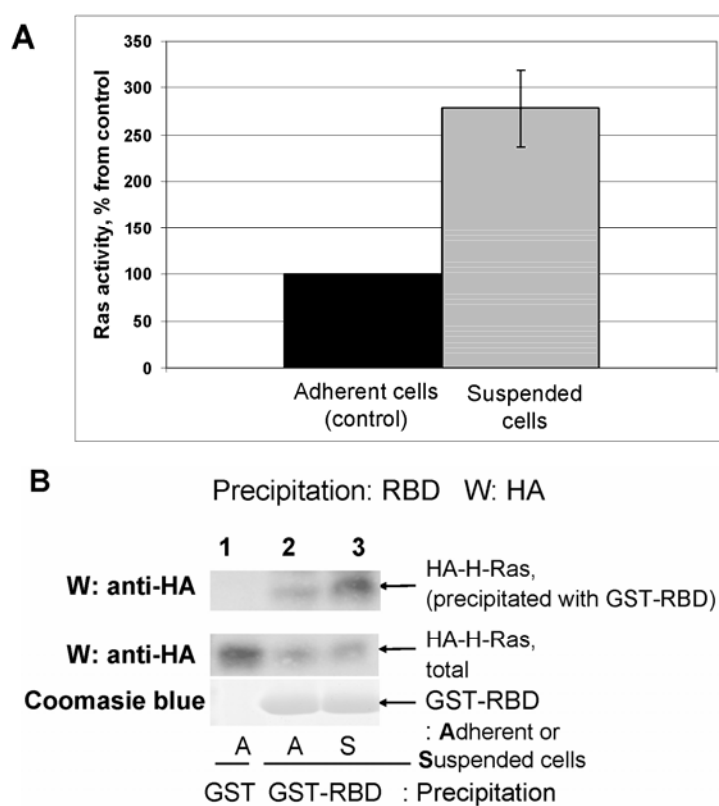 A
Ras activity, % from control
350
300
250
200
150
100
50
0
Adherent cells
(control)
Suspended
cells
B
Precipitation: RBD W: HA
1 2 3
W: anti-HA
HA-H-Ras,
(precipitated with GST-RBD)
W: anti-HA
HA-H-Ras,
total
Coomasie blue
GST-RBD
: Adherent or
Suspended cells
A A S
GST GST-RBD : Precipitation